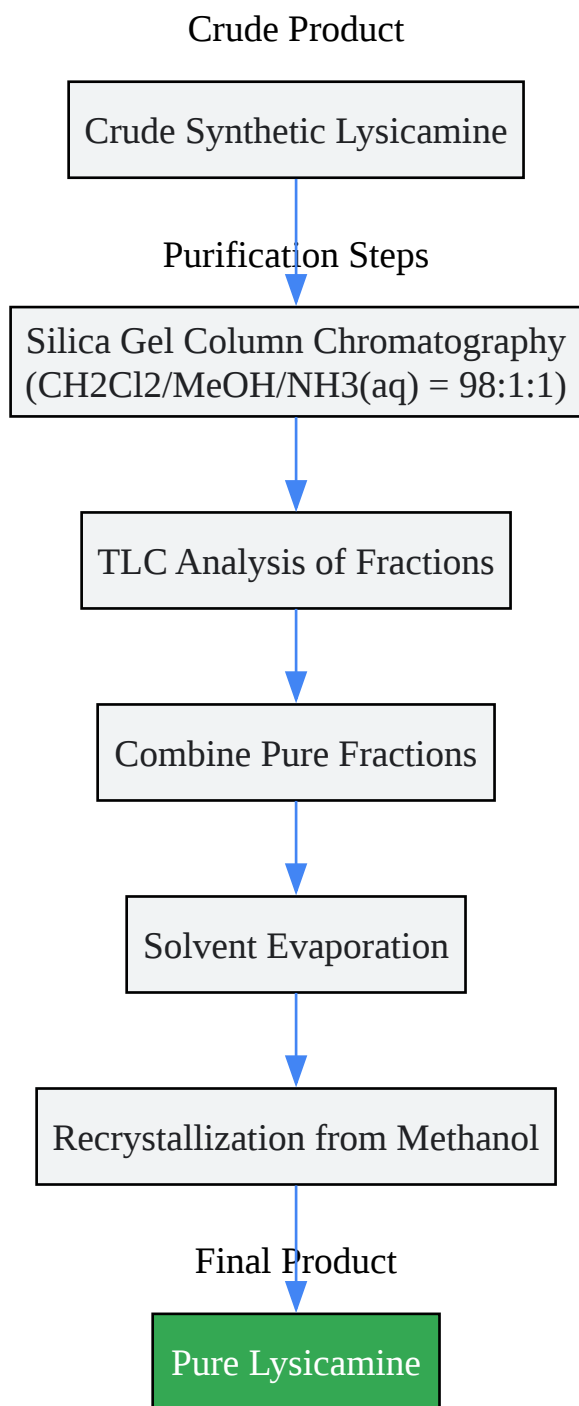 Crude Product
Crude Synthetic Lysicamine
Purification Steps
Silica Gel Column Chromatography
(CH2Cl2/MeOH/NH3(aq) = 98:1:1)
TLC Analysis of Fractions
Combine Pure Fractions
Solvent Evaporation
Recrystallization from Methanol
Final Product
Pure Lysicamine